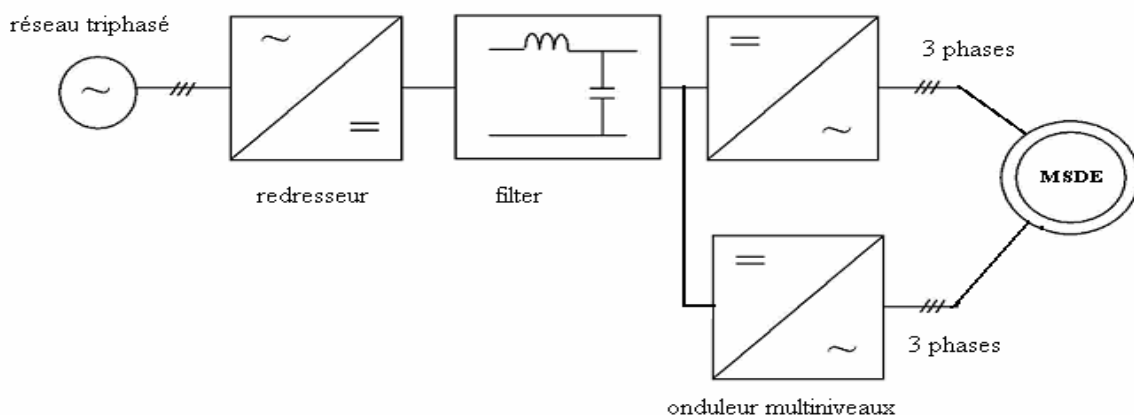 réseau triphasé
3 phases
MSDE
redresseur
filter
3 phases
onduleur multiniveaux